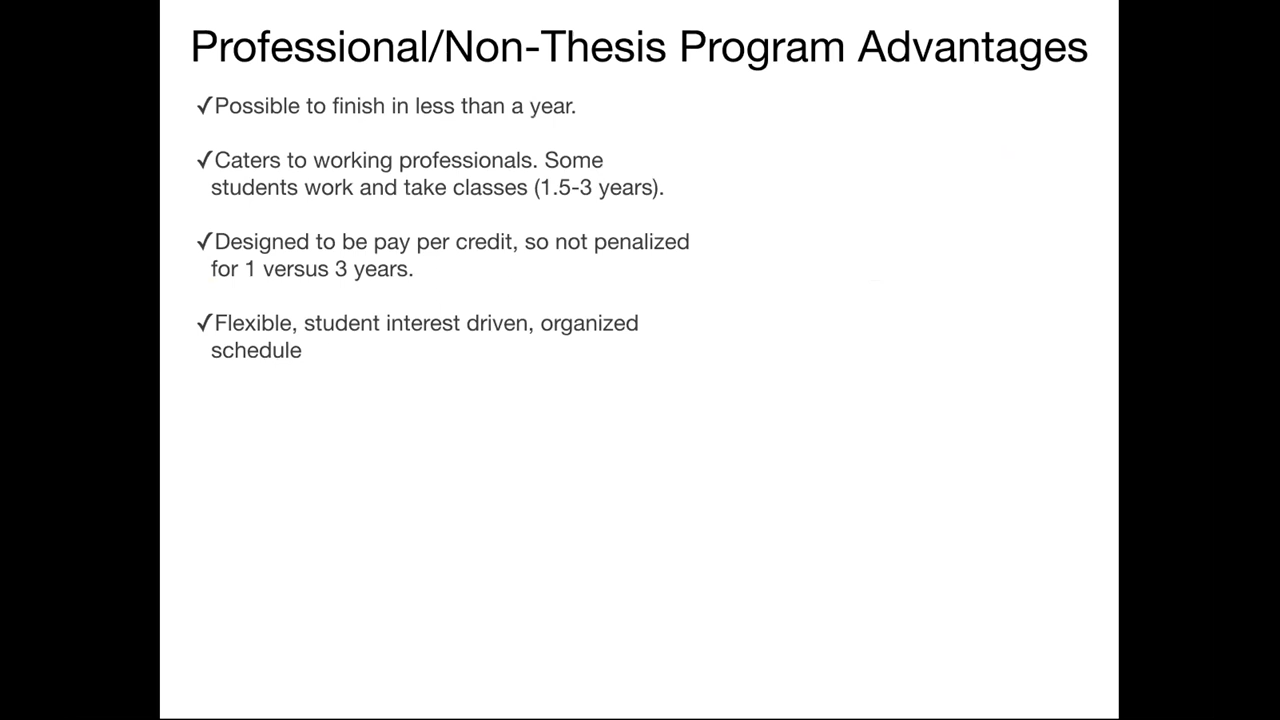 Professional/Non-Thesis Program Advantages
✓Possible to finish in less than a year.
✓Caters to working professionals. Some
students work and take classes (1.5-3 years).
✓Designed to be pay per credit, so not penalized
for 1 versus 3 years.
✓Flexible, student interest driven, organized
schedule